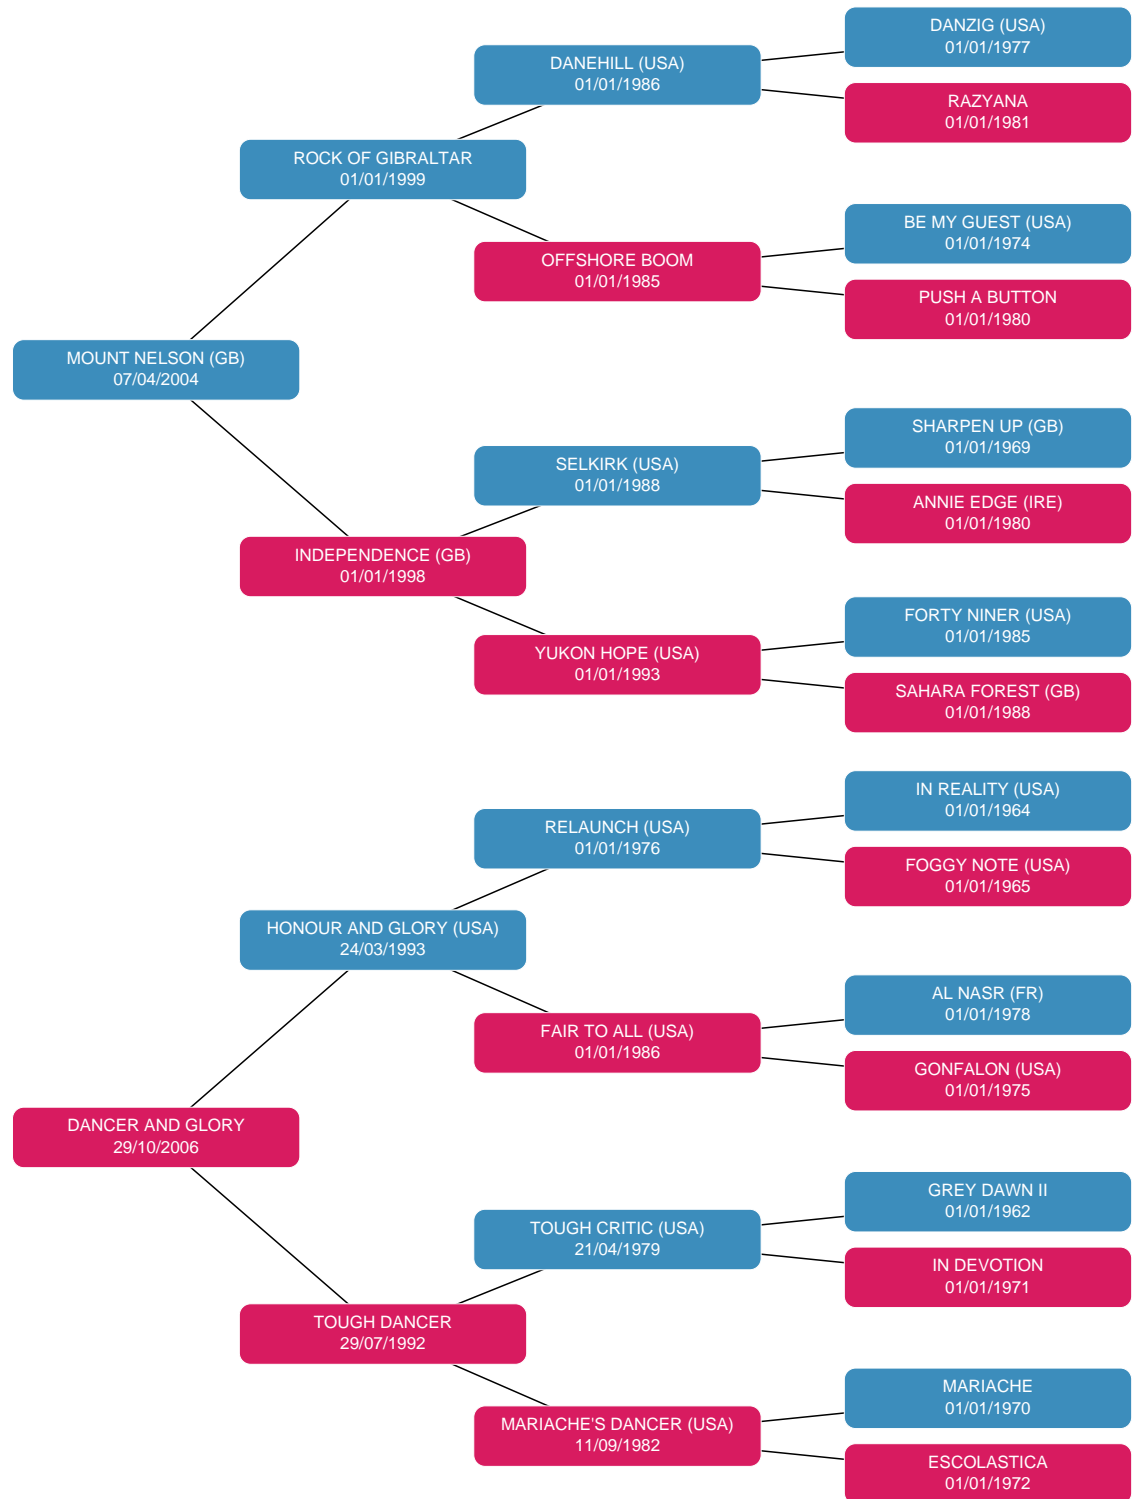 DANZIG (USA)
01/01/1977
DANEHILL (USA)
01/01/1986
RAZYANA
01/01/1981
ROCK OF GIBRALTAR
01/01/1999
BE MY GUEST (USA)
01/01/1974
OFFSHORE BOOM
01/01/1985
PUSH A BUTTON
01/01/1980
MOUNT NELSON (GB)
07/04/2004
SHARPEN UP (GB)
01/01/1969
SELKIRK (USA)
01/01/1988
ANNIE EDGE (IRE)
01/01/1980
INDEPENDENCE (GB)
01/01/1998
FORTY NINER (USA)
01/01/1985
YUKON HOPE (USA)
01/01/1993
SAHARA FOREST (GB)
01/01/1988
IN REALITY (USA)
01/01/1964
RELAUNCH (USA)
01/01/1976
FOGGY NOTE (USA)
01/01/1965
HONOUR AND GLORY (USA)
24/03/1993
AL NASR (FR)
01/01/1978
FAIR TO ALL (USA)
01/01/1986
GONFALON (USA)
01/01/1975
DANCER AND GLORY
29/10/2006
GREY DAWN II
01/01/1962
TOUGH CRITIC (USA)
21/04/1979
IN DEVOTION
01/01/1971
TOUGH DANCER
29/07/1992
MARIACHE
01/01/1970
MARIACHE'S DANCER (USA)
11/09/1982
ESCOLASTICA
01/01/1972